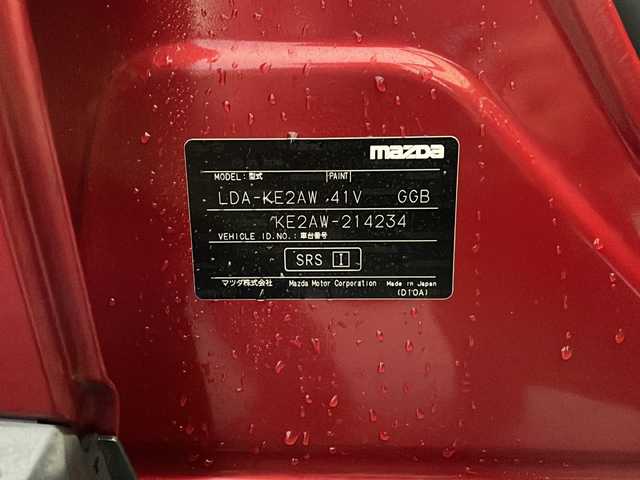 mazda
MODEL:型式 PAINT
LDA-KE2AW 41V GGB
KE2AW-214234
VEHICLE ID.NO.:車台番号
SRS I
マツダ株式会社 Mazda Motor Corporation Made in Japan
(D10A)